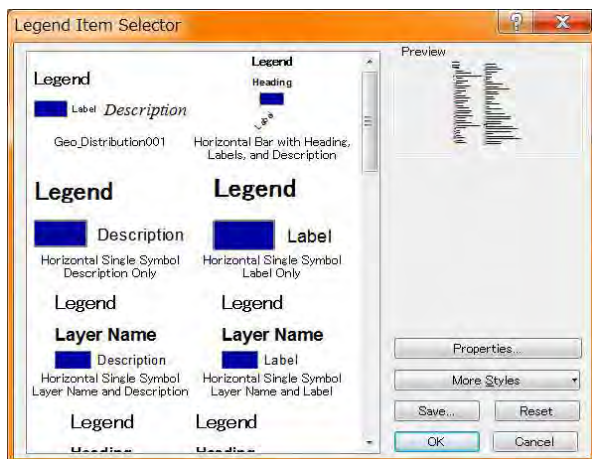 Legend Item Selector
Legend
Label Description
Geo_Distribution001
Legend
Heading
Label
Horizontal Bar with Heading,
Labels, and Description
Legend
Description
Horizontal Single Symbol
Description Only
Legend
Label
Horizontal Single Symbol
Label Only
Legend
Layer Name
Description
Horizontal Single Symbol
Layer Name and Description
Legend
Layer Name
Label
Horizontal Single Symbol
Layer Name and Label
Legend
Heading
Legend
Heading
Preview
Properties...
More Styles
Save...
Reset
OK
Cancel